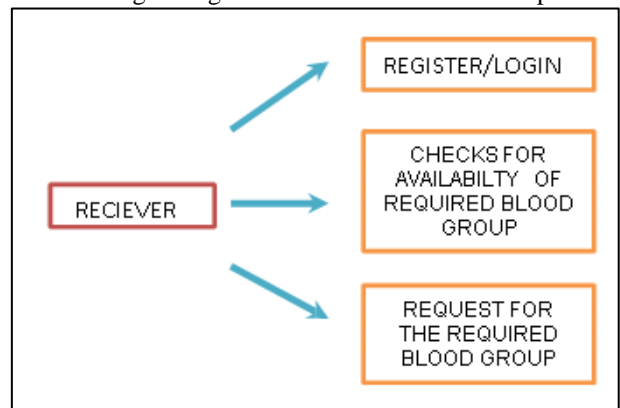 REGISTER/LOGIN
RECIEVER
CHECKS FOR
AVAILABILTY OF
REQUIRED BLOOD
GROUP
REQUEST FOR
THE REQUIRED
BLOOD GROUP